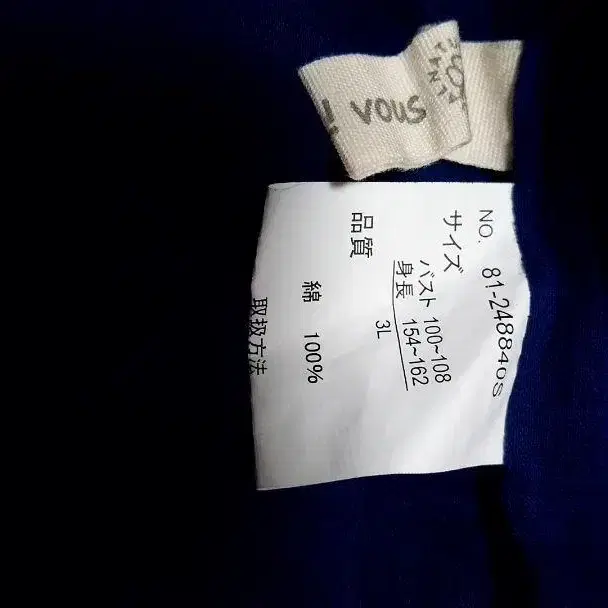 ! VOUS
NO. 81-248840S
サイズ
バスト 100~108
身長 154~162
3L
品質
綿 100%
取扱方法